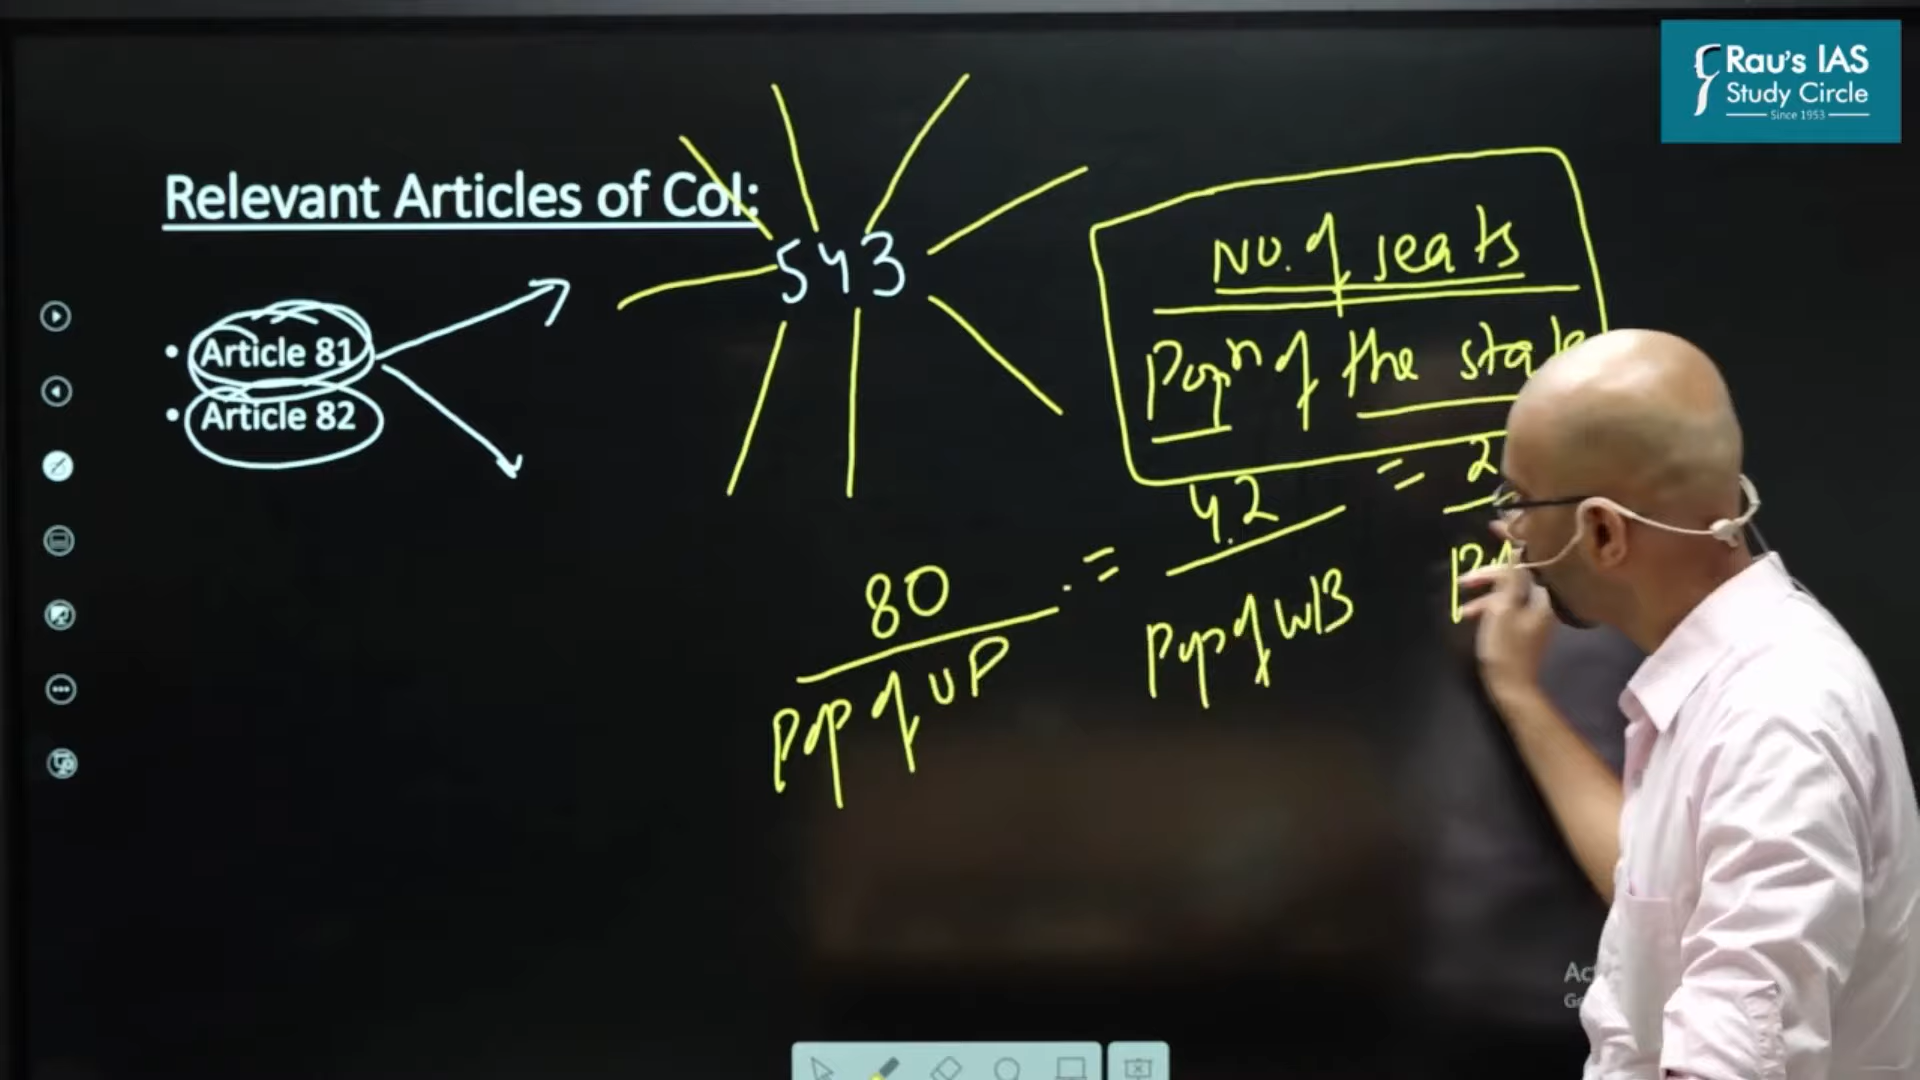 Rau's IAS
Study Circle
Since 1953
Relevant Articles of CoI:
543
No. of seats
Popn of the state
• Article 81
• Article 82
80
Pop of UP
=
42
Pop of WB
=
2